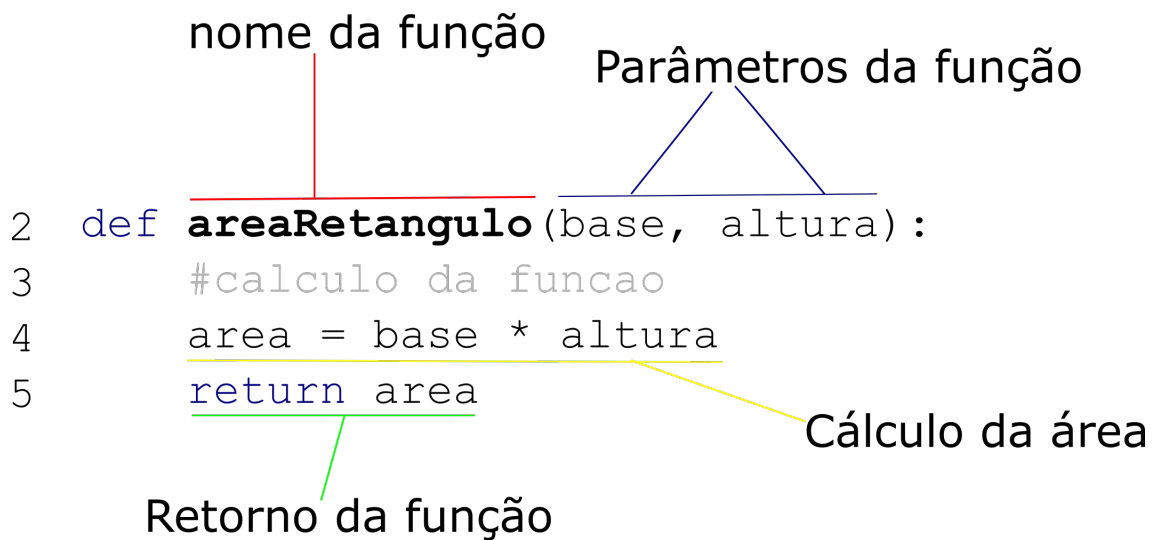 nome da função
Parâmetros da função
2 def areaRetangulo(base, altura):
3 #calculo da funcao
4 area = base * altura
5 return area
Cálculo da área
Retorno da função